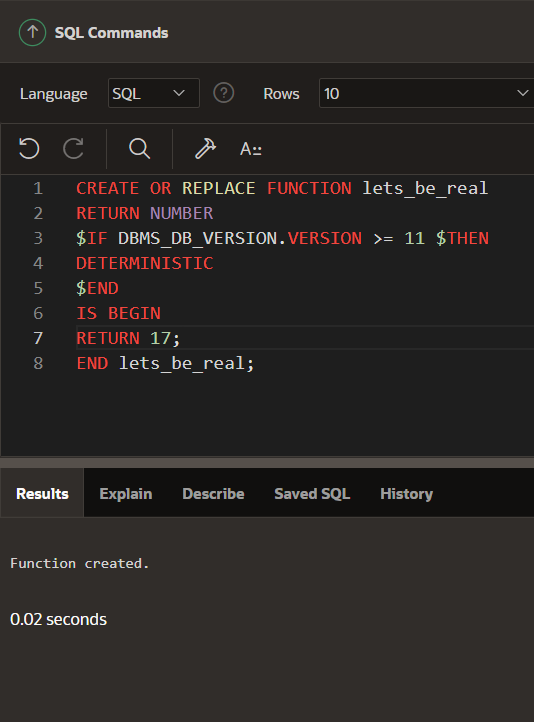 SQL Commands
Language SQL Rows 10
A::
1 CREATE OR REPLACE FUNCTION lets_be_real
2 RETURN NUMBER
3 $IF DBMS_DB_VERSION.VERSION >= 11 $THEN
4 DETERMINISTIC
5 $END
6 IS BEGIN
7 RETURN 17;
8 END lets_be_real;
Results Explain Describe Saved SQL History
Function created.
0.02 seconds